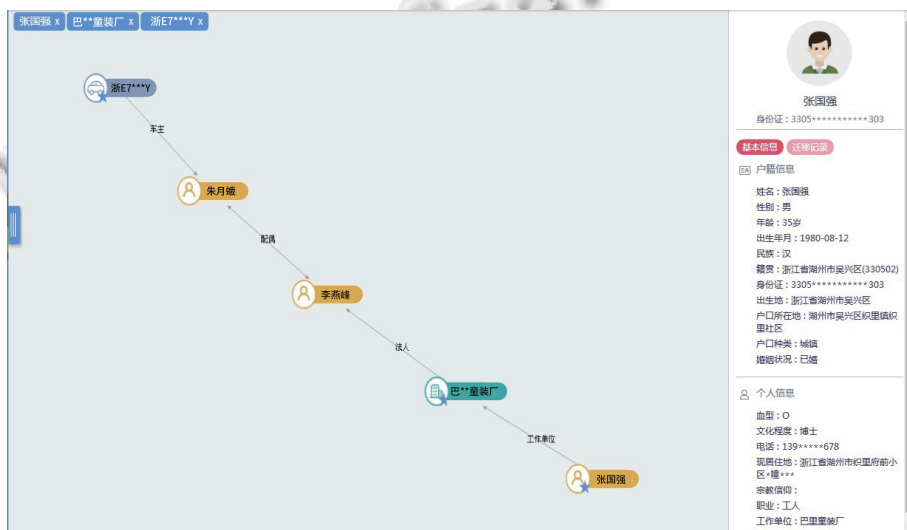 张国强 x
巴**童装厂 x
浙E7***Y x
浙E7***Y
车主
朱月娥
配偶
李燕峰
法人
巴**童装厂
工作单位
张国强
张国强
身份证：3305***********303
基本信息
迁移记录
户籍信息
姓名：张国强
性别：男
年龄：35岁
出生年月：1980-08-12
民族：汉
籍贯：浙江省湖州市吴兴区(330502)
身份证：3305***********303
出生地：浙江省湖州市吴兴区
户口所在地：湖州市吴兴区织里镇织
里社区
户口种类：城镇
婚姻状况：已婚
个人信息
血型：O
文化程度：博士
电话：139*****678
现居住地：浙江省湖州市织里府前小
区*幢***
宗教信仰：
职业：工人
工作单位：巴里童装厂